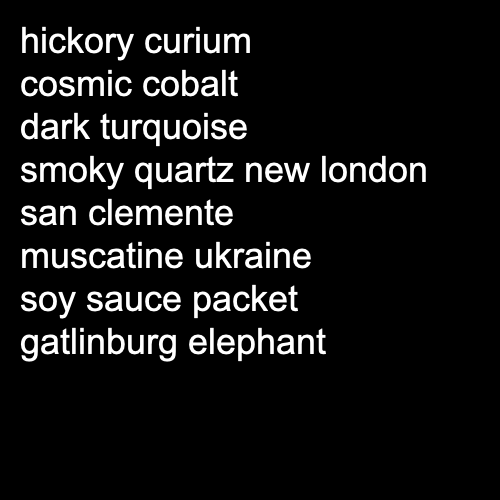 hickory curium
cosmic cobalt
dark turquoise
smoky quartz new london
san clemente
muscatine ukraine
soy sauce packet
gatlinburg elephant